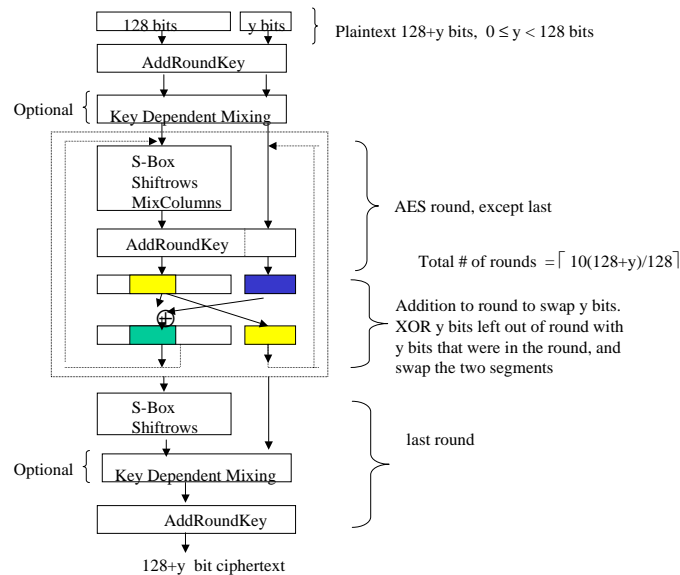 128 bits
y bits
Plaintext 128+y bits, 0 ≤ y < 128 bits
AddRoundKey
Optional
Key Dependent Mixing
S-Box
Shiftrows
MixColumns
AES round, except last
AddRoundKey
Total # of rounds =⌈ 10(128+y)/128⌉
Addition to round to swap y bits.
XOR y bits left out of round with
y bits that were in the round, and
swap the two segments
S-Box
Shiftrows
last round
Optional
Key Dependent Mixing
AddRoundKey
128+y bit ciphertext